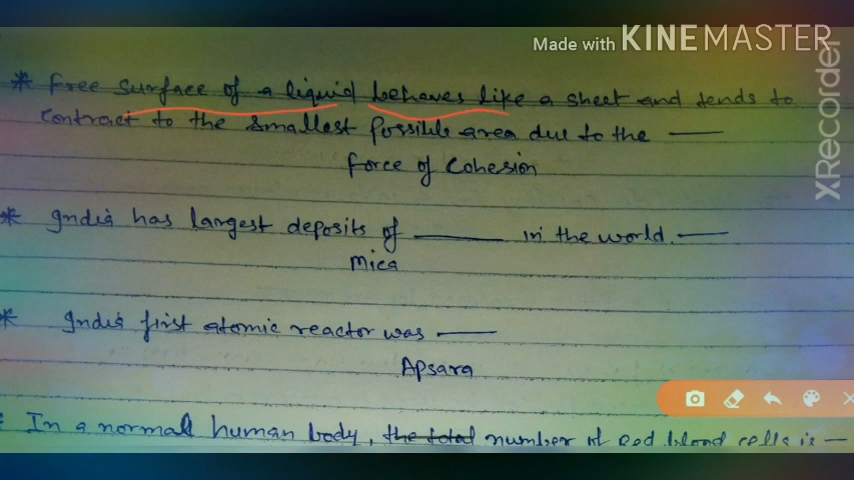 Made with KINEMASTER
XRecorder
* Free surface of a liquid behaves like a sheet and tends to
contract to the smallest possible area due to the —
force of Cohesion
* India has largest deposits of ——— in the world. —
Mica
* India first atomic reactor was —
Apsara
In a normal human body, the total number of red blood cells is —